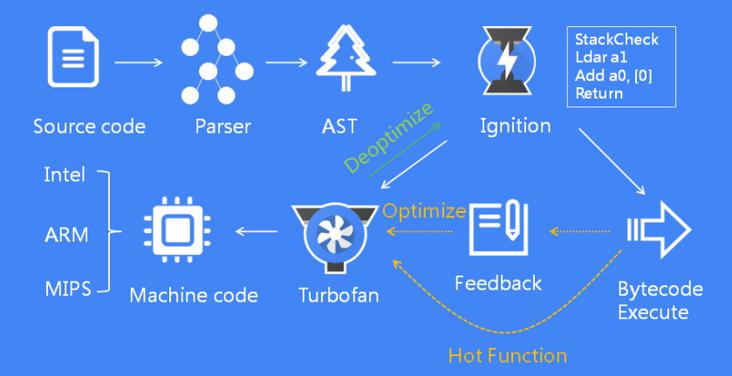 StackCheck
Ldar a1
Add a0, [0]
Return
Source code
Parser
AST
Ignition
Deoptimize
Intel
ARM
MIPS
Optimize
Machine code
Turbofan
Feedback
Bytecode
Execute
Hot Function